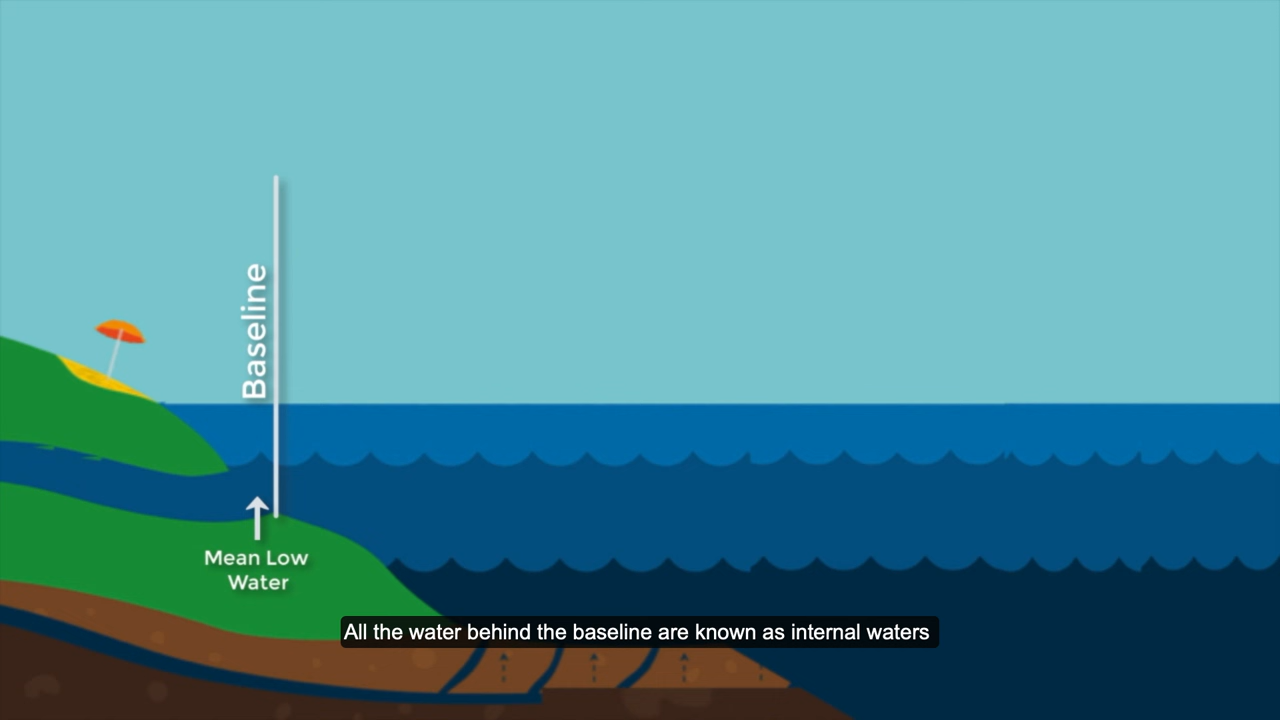 Baseline
Mean Low
Water
All the water behind the baseline are known as internal waters